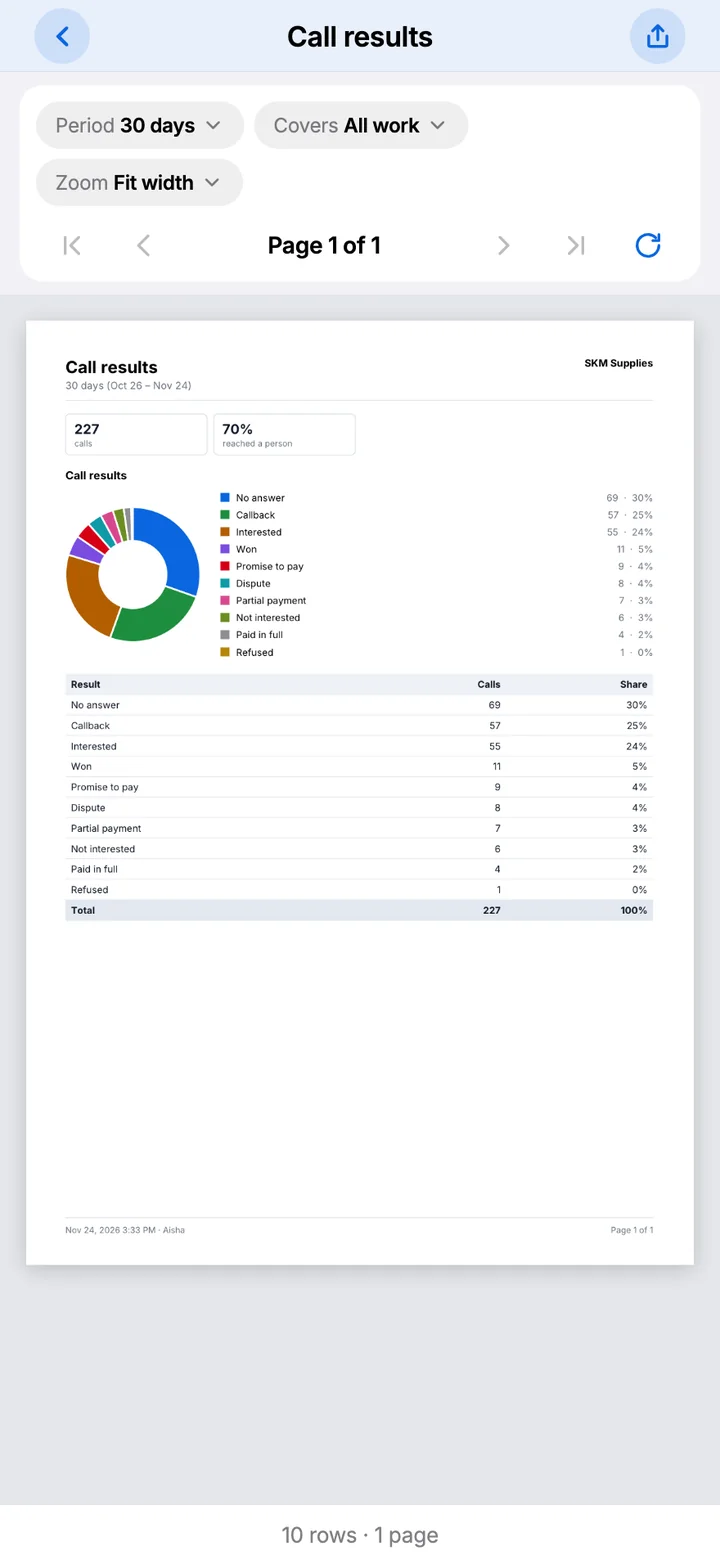 Call results
Period 30 days
Covers All work
Zoom Fit width
Page 1 of 1
Call results
SKM Supplies
30 days (Oct 26 – Nov 24)
227
calls
70%
reached a person
Call results
No answer 69 · 30%
Callback 57 · 25%
Interested 55 · 24%
Won 11 · 5%
Promise to pay 9 · 4%
Dispute 8 · 4%
Partial payment 7 · 3%
Not interested 6 · 3%
Paid in full 4 · 2%
Refused 1 · 0%
Result Calls Share
No answer 69 30%
Callback 57 25%
Interested 55 24%
Won 11 5%
Promise to pay 9 4%
Dispute 8 4%
Partial payment 7 3%
Not interested 6 3%
Paid in full 4 2%
Refused 1 0%
Total 227 100%
Nov 24, 2026 3:33 PM · Aisha Page 1 of 1
10 rows · 1 page